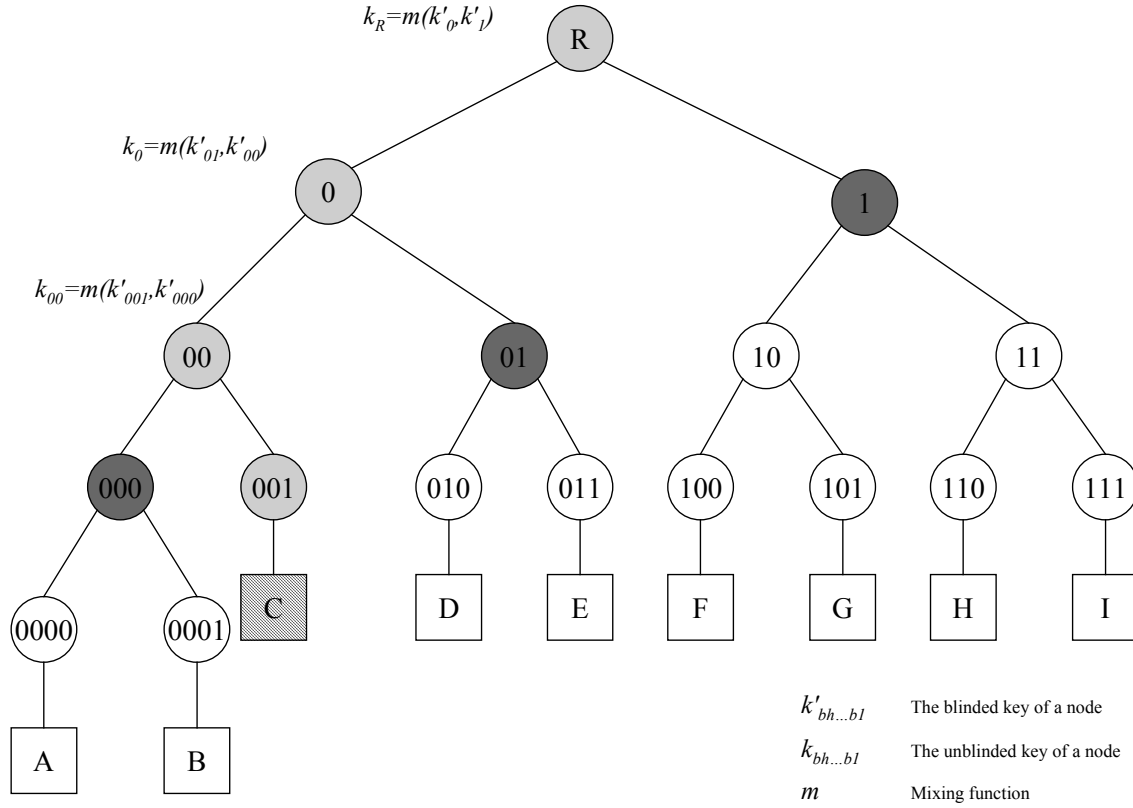 k_R=m(k'_0,k'_1)
R
k_0=m(k'_01,k'_00)
0
1
k_00=m(k'_001,k'_000)
00
01
10
11
000
001
010
011
100
101
110
111
C
D
E
F
G
H
I
0000
0001
A
B
k'_bh...b1 The blinded key of a node
k_bh...b1 The unblinded key of a node
m Mixing function